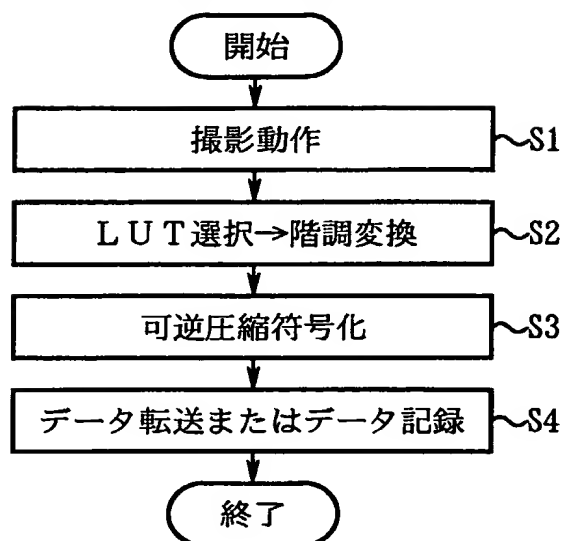 開始
撮影動作 S1
LUT選択→階調変換 S2
可逆圧縮符号化 S3
データ転送またはデータ記録 S4
終了